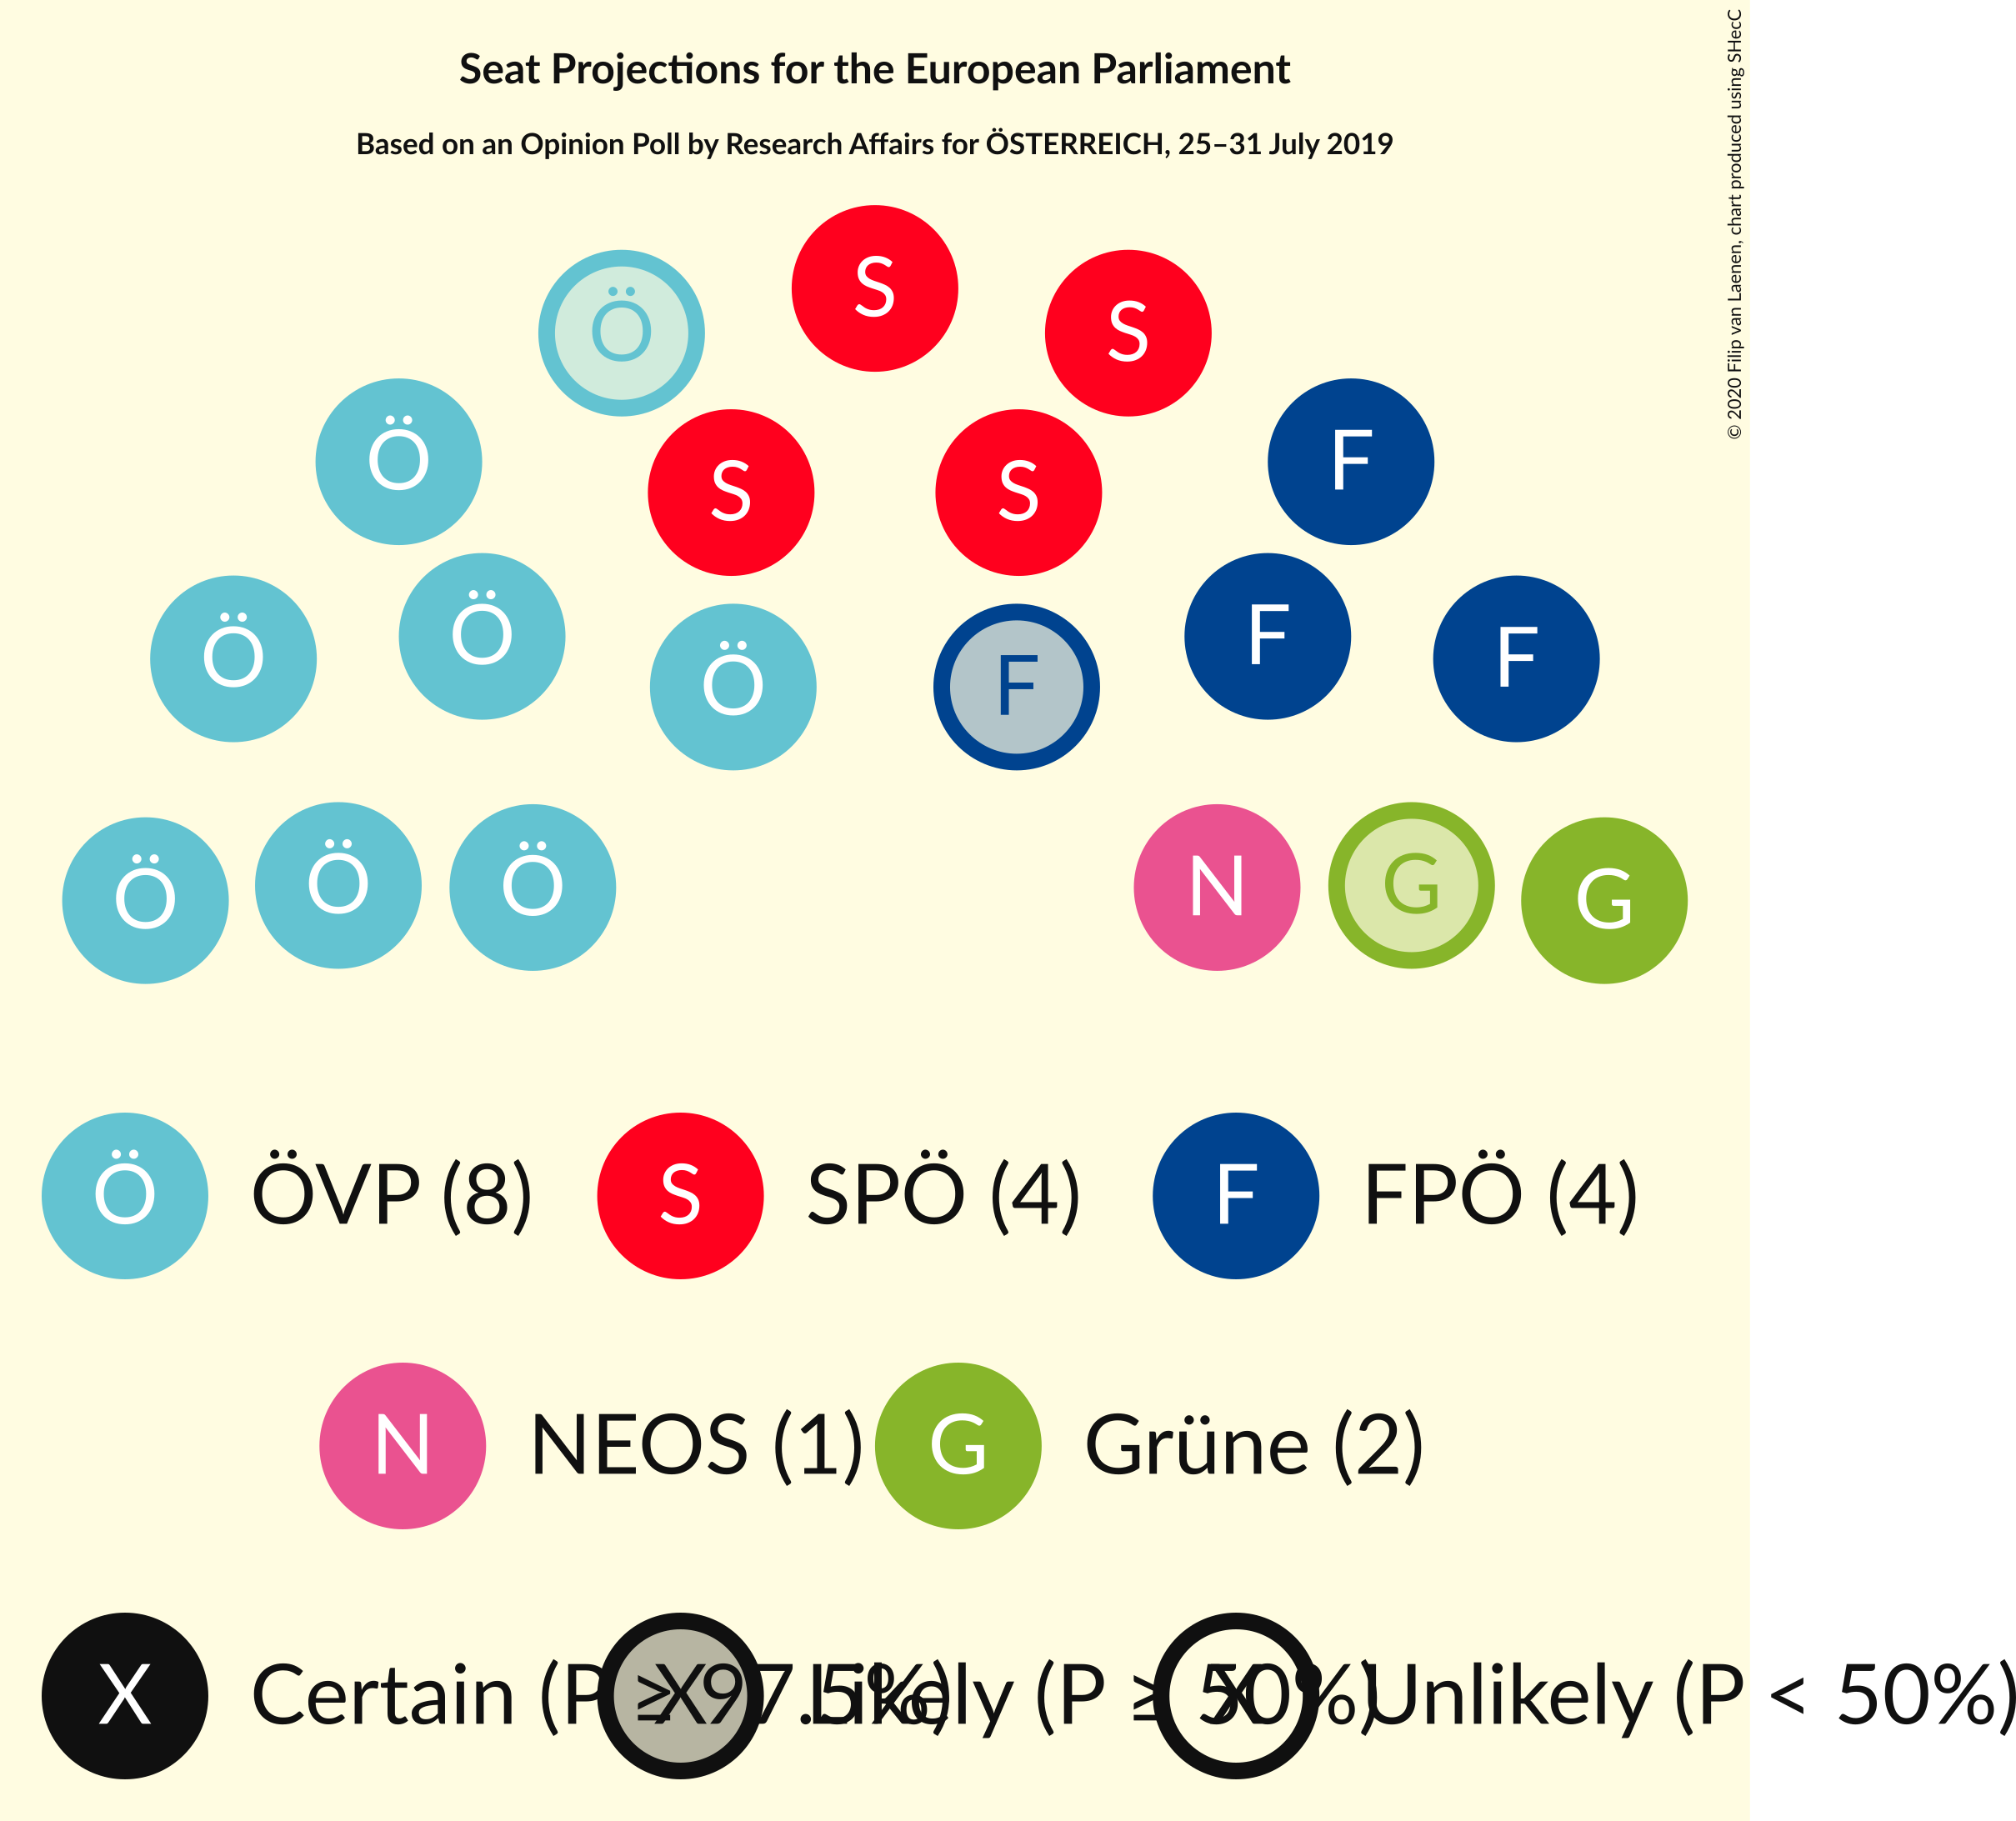 Seat Projections for the European Parliament
Based on an Opinion Poll by Research Affairs for ÖSTERREICH, 25–31 July 2019
© 2020 Filip van Laenen, chart produced using SHecC
S
Ö S
Ö F
S S
Ö Ö F F
Ö F
Ö Ö Ö N G G
Ö ÖVP (8) S SPÖ (4) F FPÖ (4)
N NEOS (1) G Grüne (2)
X Certain (P ≥ 97.5%) X Likely (P ≥ 50%) X Unlikely (P < 50%)